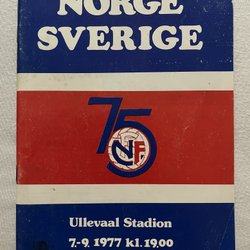 NORGE
SVERIGE
75
NFF
Ullevaal Stadion
7.-9. 1977 kl. 19.00